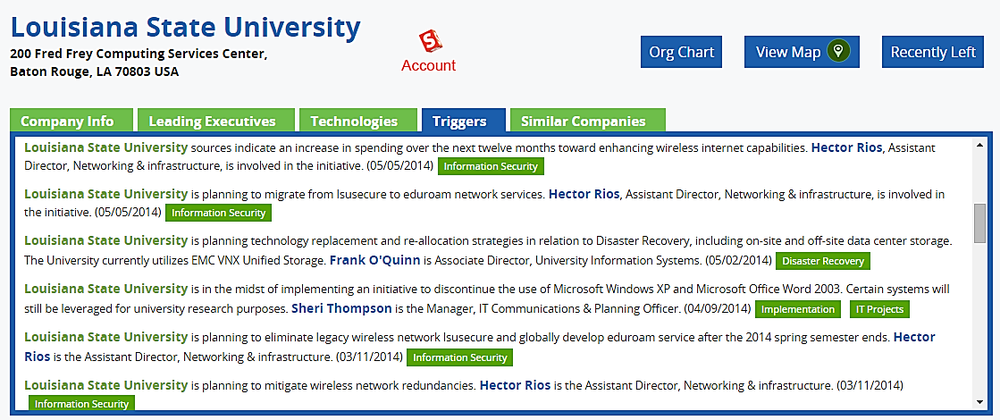 Louisiana State University
200 Fred Frey Computing Services Center,
Baton Rouge, LA 70803 USA
Account
Org Chart
View Map
Recently Left
Company Info
Leading Executives
Technologies
Triggers
Similar Companies
Louisiana State University sources indicate an increase in spending over the next twelve months toward enhancing wireless internet capabilities. Hector Rios, Assistant
Director, Networking & infrastructure, is involved in the initiative. (05/05/2014) Information Security
Louisiana State University is planning to migrate from lsusecure to eduroam network services. Hector Rios, Assistant Director, Networking & infrastructure, is involved in
the initiative. (05/05/2014) Information Security
Louisiana State University is planning technology replacement and re-allocation strategies in relation to Disaster Recovery, including on-site and off-site data center storage.
The University currently utilizes EMC VNX Unified Storage. Frank O'Quinn is Associate Director, University Information Systems. (05/02/2014) Disaster Recovery
Louisiana State University is in the midst of implementing an initiative to discontinue the use of Microsoft Windows XP and Microsoft Office Word 2003. Certain systems will
still be leveraged for university research purposes. Sheri Thompson is the Manager, IT Communications & Planning Officer. (04/09/2014) Implementation IT Projects
Louisiana State University is planning to eliminate legacy wireless network lsusecure and globally develop eduroam service after the 2014 spring semester ends. Hector
Rios is the Assistant Director, Networking & infrastructure. (03/11/2014) Information Security
Louisiana State University is planning to mitigate wireless network redundancies. Hector Rios is the Assistant Director, Networking & infrastructure. (03/11/2014)
Information Security